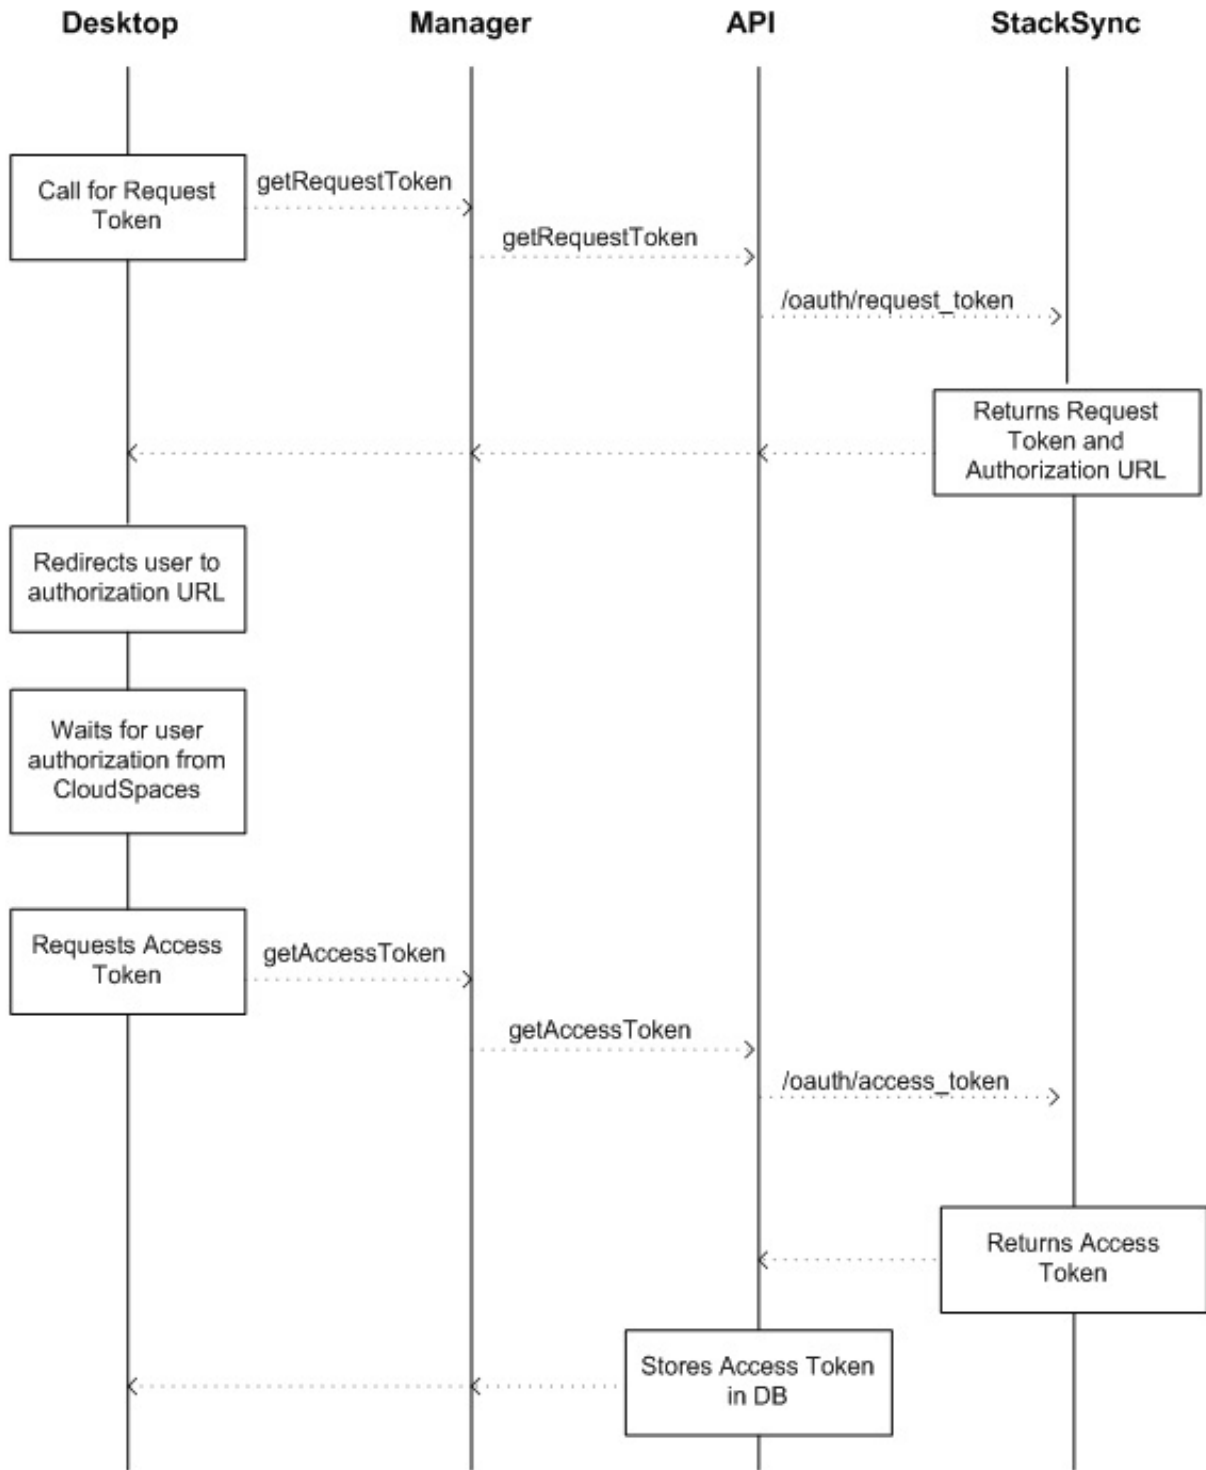 Desktop
Manager
API
StackSync
Call for Request
Token
getRequestToken
getRequestToken
/oauth/request_token
Returns Request
Token and
Authorization URL
Redirects user to
authorization URL
Waits for user
authorization from
CloudSpaces
Requests Access
Token
getAccessToken
getAccessToken
/oauth/access_token
Returns Access
Token
Stores Access Token
in DB